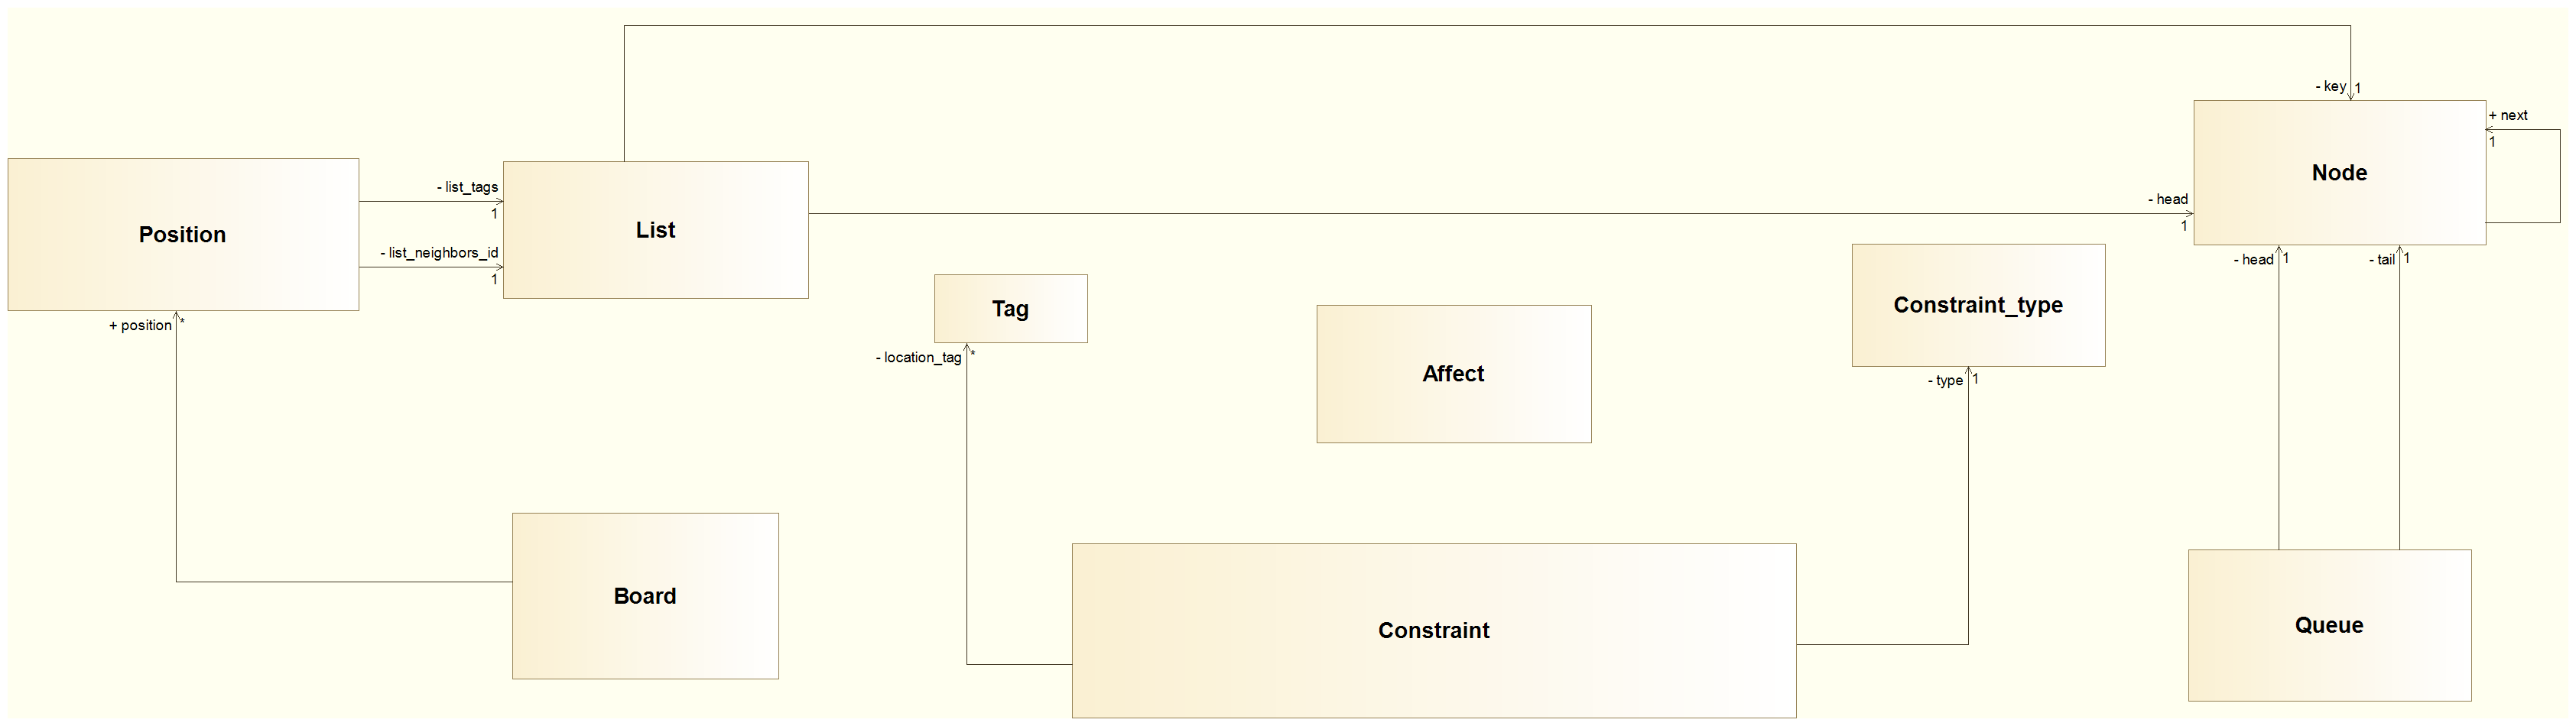 - key
1
+ next
1
Node
- list_tags
1
- head
1
Position
List
- list_neighbors_id
1
- head
1
- tail
1
Tag
Constraint_type
+ position
*
- location_tag
*
Affect
- type
1
Board
Constraint
Queue